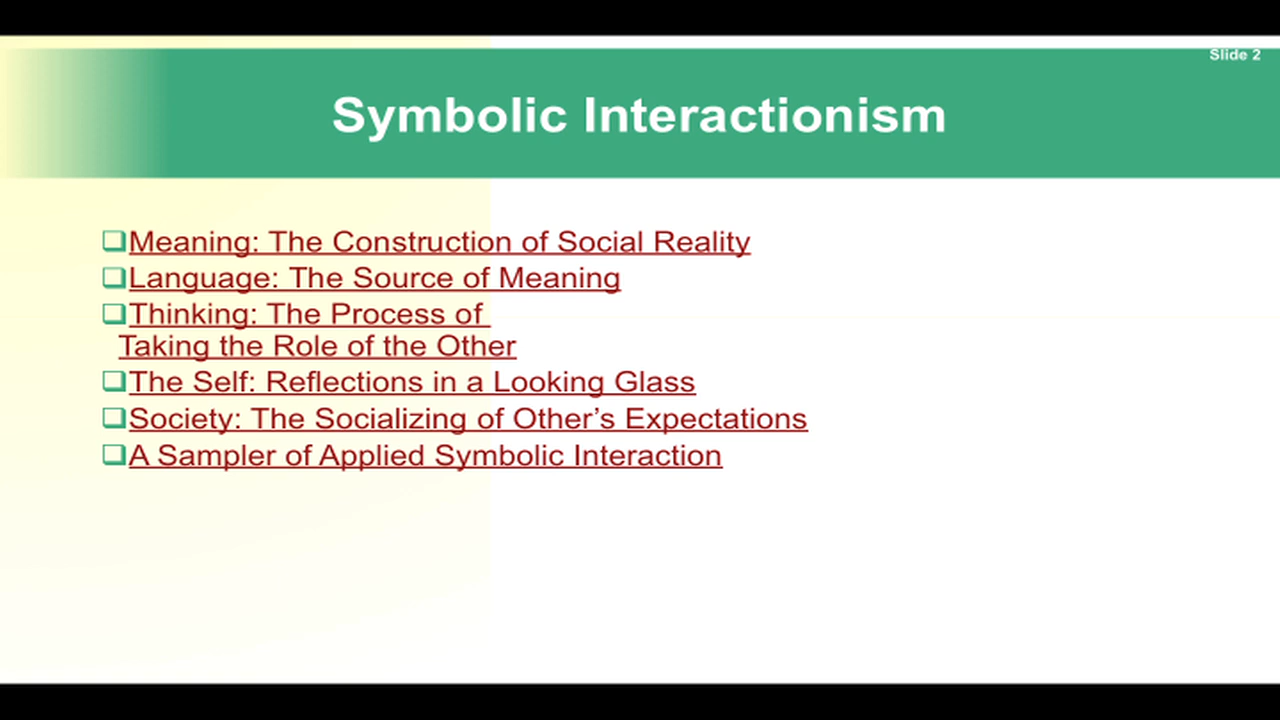 Slide 2
Symbolic Interactionism
Meaning: The Construction of Social Reality
Language: The Source of Meaning
Thinking: The Process of
Taking the Role of the Other
The Self: Reflections in a Looking Glass
Society: The Socializing of Other’s Expectations
A Sampler of Applied Symbolic Interaction